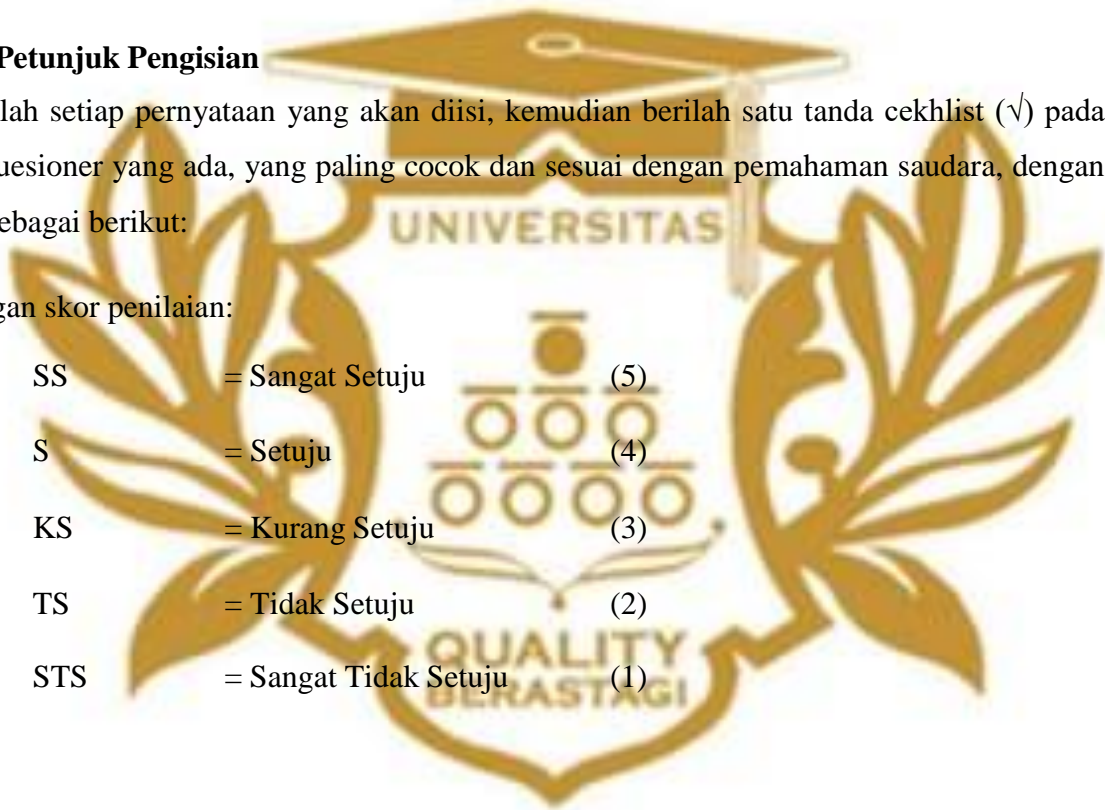 Petunjuk Pengisian
lah setiap pernyataan yang akan diisi, kemudian berilah satu tanda cekhlist (√) pada
uesioner yang ada, yang paling cocok dan sesuai dengan pemahaman saudara, dengan
ebagai berikut:
UNIVERSITAS
gan skor penilaian:
SS = Sangat Setuju (5)
S = Setuju (4)
KS = Kurang Setuju (3)
TS = Tidak Setuju (2)
QUALITY
STS = Sangat Tidak Setuju (1)
BERASTAGI